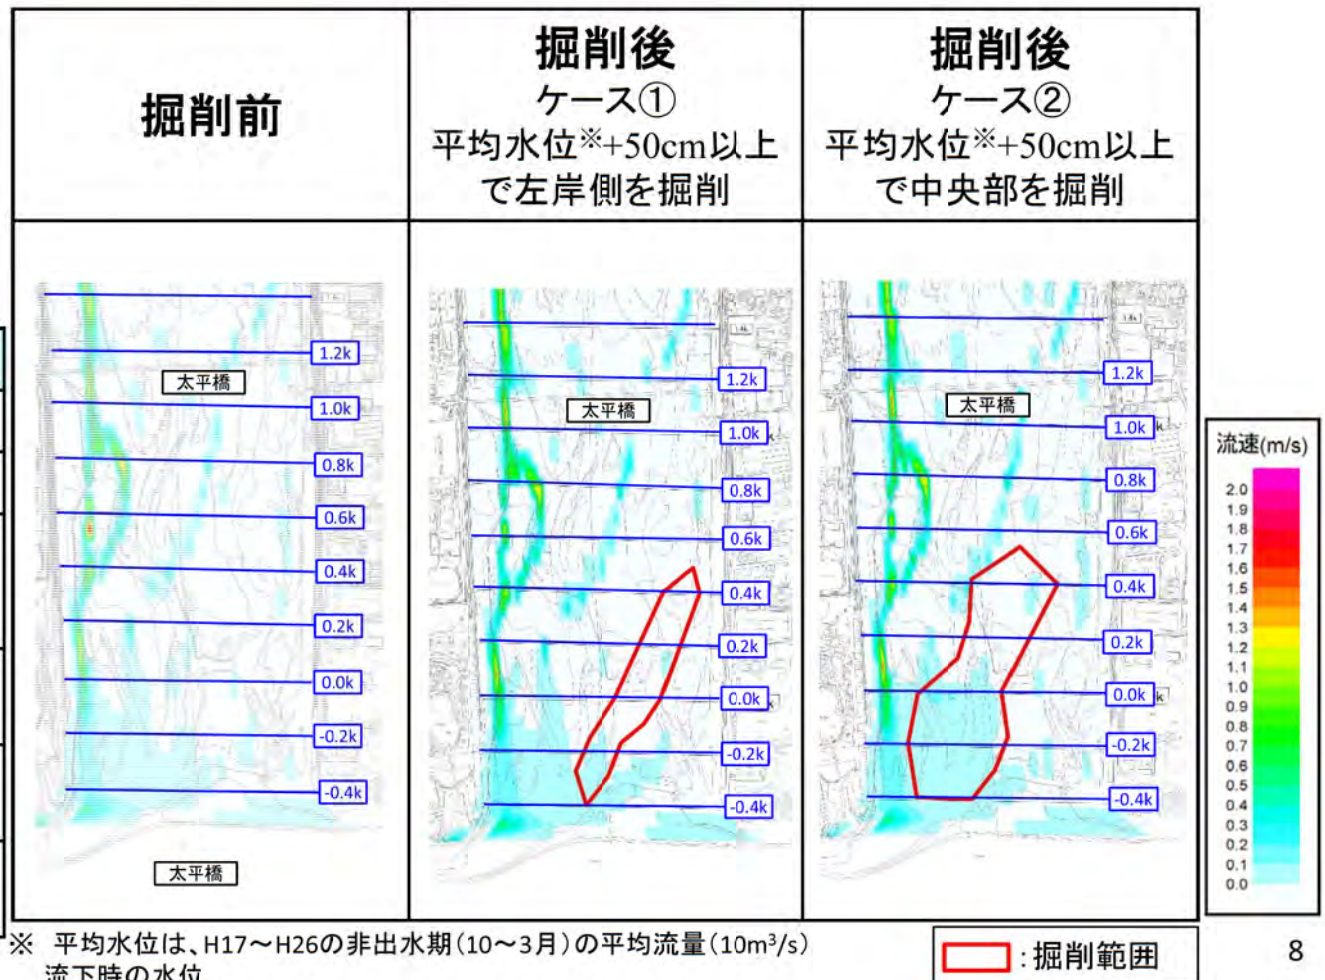 掘削前
掘削後
ケース①
平均水位※+50cm以上
で左岸側を掘削
掘削後
ケース②
平均水位※+50cm以上
で中央部を掘削
1.2k
太平橋
1.0k
0.8k
0.6k
0.4k
0.2k
0.0k
-0.2k
-0.4k
太平橋
1.2k
太平橋
1.0k
0.8k
0.6k
0.4k
0.2k
0.0k
-0.2k
-0.4k
1.2k
太平橋
1.0k
0.8k
0.6k
0.4k
0.2k
0.0k
-0.2k
-0.4k
流速(m/s)
2.0
1.9
1.8
1.7
1.6
1.5
1.4
1.3
1.2
1.1
1.0
0.9
0.8
0.7
0.6
0.5
0.4
0.3
0.2
0.1
0.0
※ 平均水位は、H17～H26の非出水期(10～3月)の平均流量(10m³/s)
流下時の水位
:掘削範囲
8